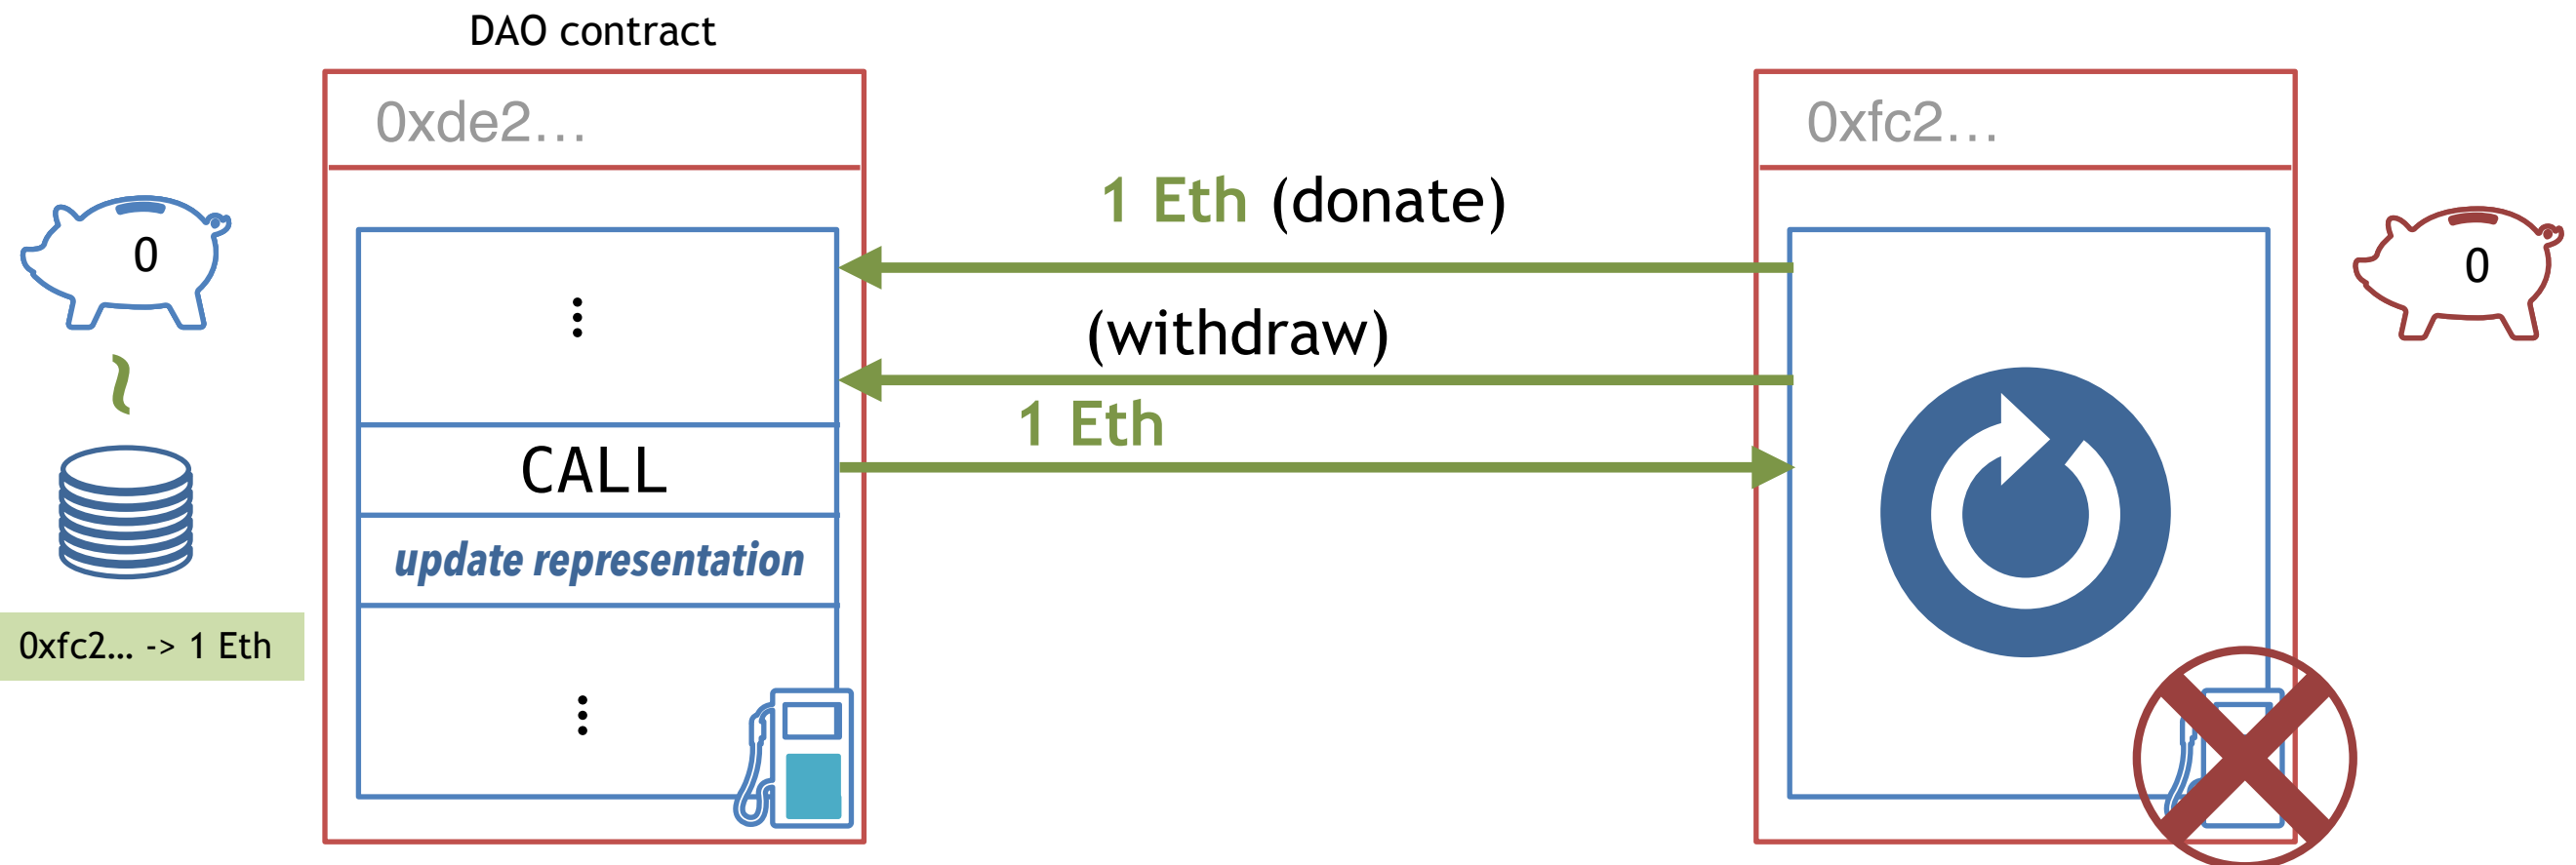 DAO contract
0xde2…
0xfc2…
1 Eth (donate)
0
0
(withdraw)
1 Eth
CALL
update representation
0xfc2… -> 1 Eth